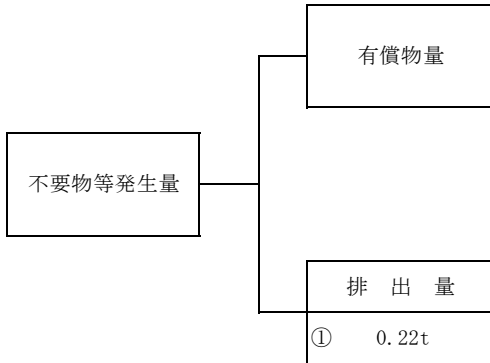 有償物量
不要物等発生量
排　出　量
①　0.22t